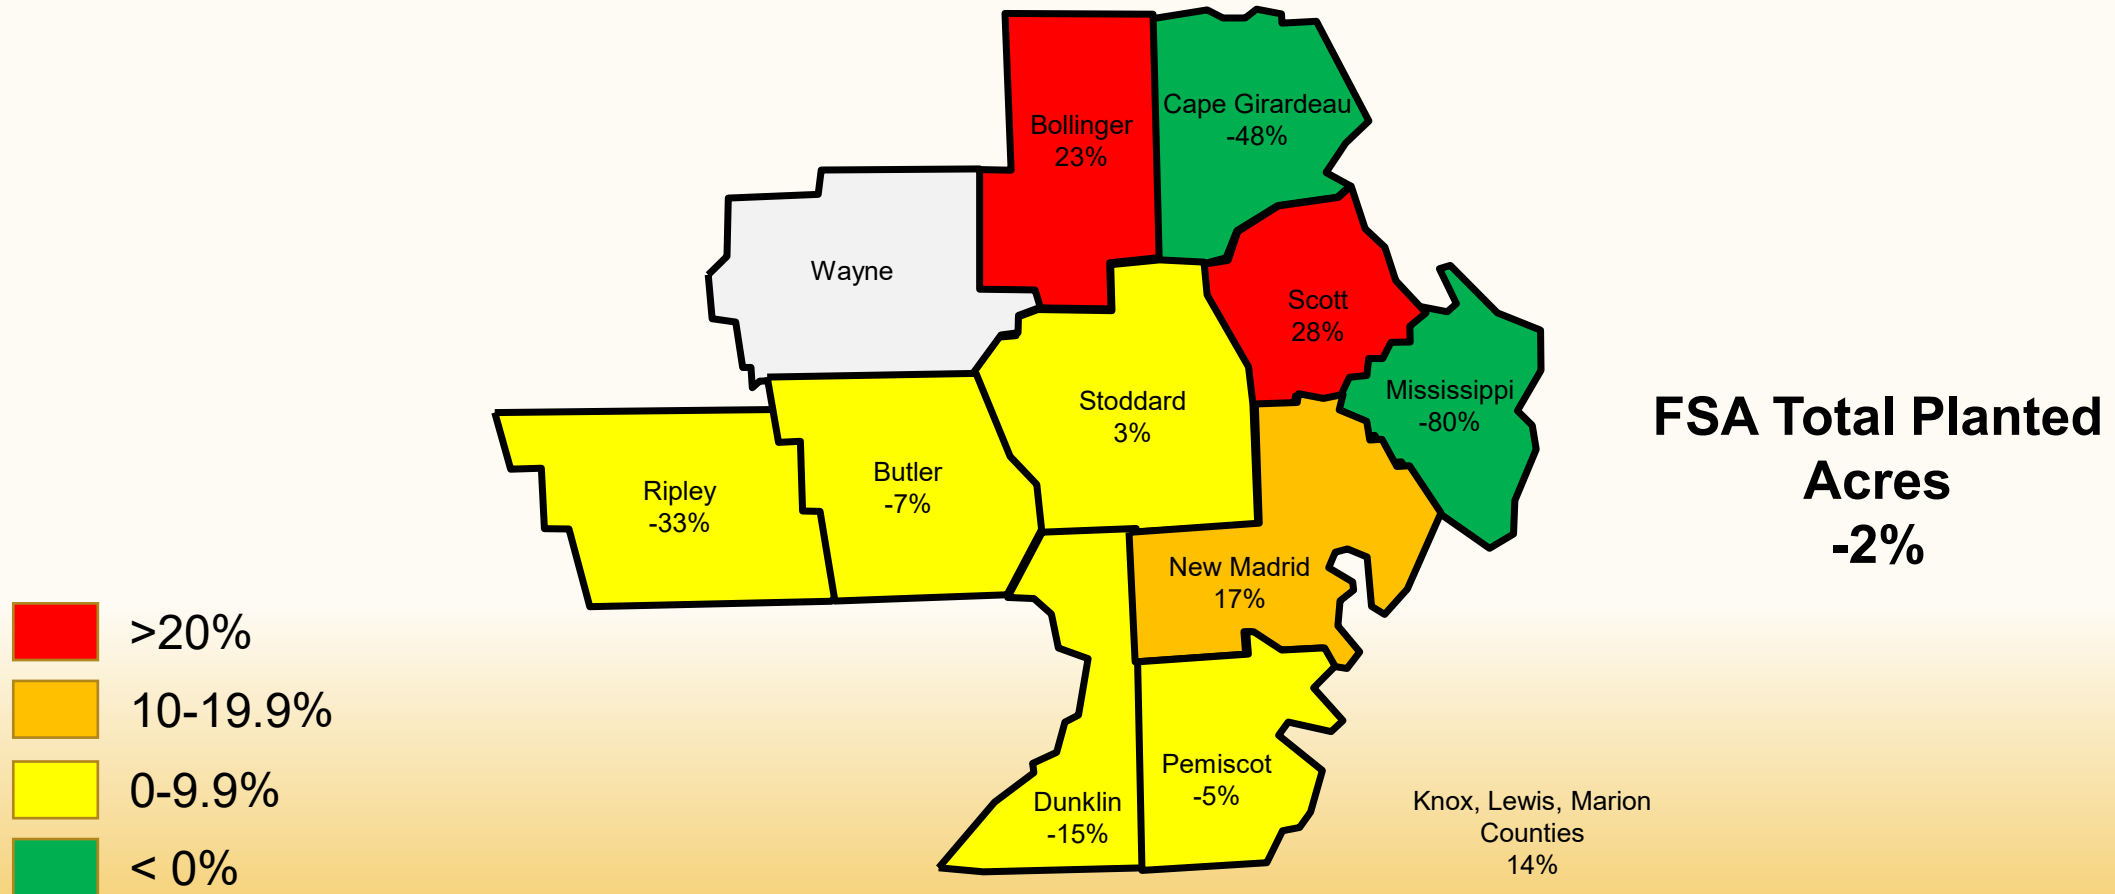 Bollinger
23%
Cape Girardeau
-48%
Wayne
Scott
28%
Mississippi
-80%
Stoddard
3%
Butler
-7%
Ripley
-33%
New Madrid
17%
Pemiscot
-5%
Dunklin
-15%
Knox, Lewis, Marion
Counties
14%
FSA Total Planted
Acres
-2%
>20%
10-19.9%
0-9.9%
< 0%